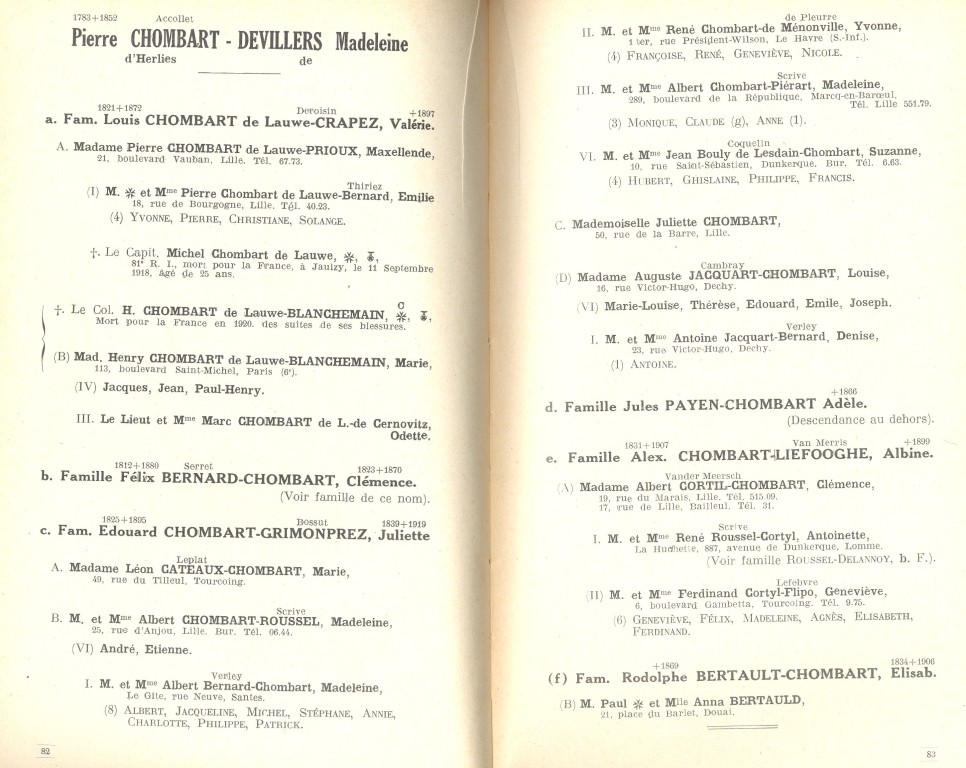 1783+1852 Accollet
Pierre CHOMBART - DEVILLERS Madeleine
d'Herlies de
1821+1872 Deroisin +1897
a. Fam. Louis CHOMBART de Lauwe-CRAPEZ, Valérie.
A. Madame Pierre CHOMBART de Lauwe-PRIOUX, Maxellende,
21, boulevard Vauban, Lille. Tél. 67.73.
Thiriez
(I) M. ※ et Mme Pierre Chombart de Lauwe-Bernard, Emilie
18, rue de Bourgogne, Lille. Tél. 40.23.
(4) YVONNE, PIERRE, CHRISTIANE, SOLANGE.
†. Le Capit. Michel Chombart de Lauwe, ※, ,
81e R. I., mort pour la France, à Jauizy, le 11 Septembre
1918, âgé de 25 ans.
C
†. Le Col. H. CHOMBART de Lauwe-BLANCHEMAIN, ※, ,
Mort pour la France en 1920. des suites de ses blessures.
(B) Mad. Henry CHOMBART de Lauwe-BLANCHEMAIN, Marie,
113, boulevard Saint-Michel, Paris (6e).
(IV) Jacques, Jean, Paul-Henry.
III. Le Lieut et Mme Marc CHOMBART de L.-de Cernovitz,
Odette.
1812+1880 Serret 1823+1870
b. Famille Félix BERNARD-CHOMBART, Clémence.
(Voir famille de ce nom).
1825+1895 Bossut 1839+1919
c. Fam. Edouard CHOMBART-GRIMONPREZ, Juliette
Leplat
A. Madame Léon CATEAUX-CHOMBART, Marie,
49, rue du Tilleul, Tourcoing.
Scrive
B. M. et Mme Albert CHOMBART-ROUSSEL, Madeleine,
25, rue d'Anjou, Lille. Bur. Tél. 06.44.
(VI) André, Etienne.
Verley
I. M. et Mme Albert Bernard-Chombart, Madeleine,
Le Gîte, rue Neuve, Santes.
(8) ALBERT, JACQUELINE, MICHEL, STÉPHANE, ANNIE,
CHARLOTTE, PHILIPPE, PATRICK.
82
de Pleurre
II. M. et Mme René Chombart-de Ménonville, Yvonne,
1 ter, rue Président-Wilson, Le Havre (S.-Inf.).
(4) FRANÇOISE, RENÉ, GENEVIÈVE, NICOLE.
Scrive
III. M. et Mme Albert Chombart-Piérart, Madeleine,
289, boulevard de la République, Marcq-en-Barœul,
Tél. Lille 551.79.
(3) MONIQUE, CLAUDE (g), ANNE (1).
Coquelin
VI. M. et Mme Jean Bouly de Lesdain-Chombart, Suzanne,
10, rue Saint-Sébastien, Dunkerque. Bur. Tél. 6.63.
(4) HUBERT, GHISLAINE, PHILIPPE, FRANCIS.
C. Mademoiselle Juliette CHOMBART,
50, rue de la Barre, Lille.
Cambray
(D) Madame Auguste JACQUART-CHOMBART, Louise,
16, rue Victor-Hugo, Dechy.
(VI) Marie-Louise, Thérèse, Edouard, Emile, Joseph.
Verley
I. M. et Mme Antoine Jacquart-Bernard, Denise,
23, rue Victor-Hugo, Dechy.
(1) ANTOINE.
+1866
d. Famille Jules PAYEN-CHOMBART Adèle.
(Descendance au dehors).
1831+1907 Van Merris +1899
e. Famille Alex. CHOMBART-LIEFOOGHE, Albine.
Vander Meersch
(A) Madame Albert CORTIL-CHOMBART, Clémence,
19, rue du Marais, Lille. Tél. 515.09.
17, rue de Lille, Bailleul. Tél. 31.
Scrive
I. M. et Mme René Roussel-Cortyl, Antoinette,
La Huchette, 887, avenue de Dunkerque, Lomme.
(Voir famille ROUSSEL-DELANNOY, b. F.).
Lefebvre
(II) M. et Mme Ferdinand Cortyl-Flipo, Geneviève,
6, boulevard Gambetta, Tourcoing. Tél. 9.75.
(6) GENEVIÈVE, FÉLIX, MADELEINE, AGNÈS, ELISABETH,
FERDINAND.
+1869 1834+1906
(f) Fam. Rodolphe BERTAULT-CHOMBART, Elisab.
(B) M. Paul ※ et Mlle Anna BERTAULD,
21, place du Barlet, Douai.
83